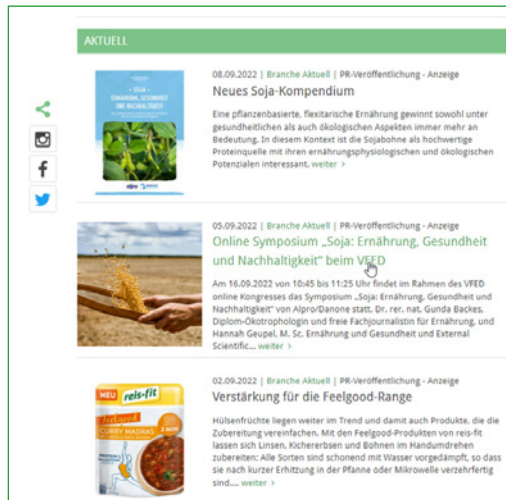 AKTUELL
08.09.2022 | Branche Aktuell | PR-Veröffentlichung - Anzeige
Neues Soja-Kompendium
- SOJA -
ERNÄHRUNG, GESUNDHEIT
UND NACHHALTIGKEIT
Eine pflanzenbasierte, flexitarische Ernährung gewinnt sowohl unter
gesundheitlichen als auch ökologischen Aspekten immer mehr an
Bedeutung. In diesem Kontext ist die Sojabohne als hochwertige
Proteinquelle mit ihren ernährungsphysiologischen und ökologischen
Potenzialen interessant. weiter >
alpro
05.09.2022 | Branche Aktuell | PR-Veröffentlichung - Anzeige
Online Symposium „Soja: Ernährung, Gesundheit
und Nachhaltigkeit“ beim VFED
Am 16.09.2022 von 10:45 bis 11:25 Uhr findet im Rahmen des VFED
online Kongresses das Symposium „Soja: Ernährung, Gesundheit und
Nachhaltigkeit“ von Alpro/Danone statt. Dr. rer. nat. Gunda Backes,
Diplom-Ökotrophologin und freie Fachjournalistin für Ernährung, und
Hannah Geupel, M. Sc. Ernährung und Gesundheit und External
Scientific... weiter >
02.09.2022 | Branche Aktuell | PR-Veröffentlichung - Anzeige
Verstärkung für die Feelgood-Range
NEU reis-fit
feelgood
CURRY MADRAS
2 MIN
Hülsenfrüchte liegen weiter im Trend und damit auch Produkte, die die
Zubereitung vereinfachen. Mit den Feelgood-Produkten von reis-fit
lassen sich Linsen, Kichererbsen und Bohnen im Handumdrehen
zubereiten: Alle Sorten sind schonend mit Wasser vorgedämpft, so dass
sie nach kurzer Erhitzung in der Pfanne oder Mikrowelle verzehrfertig
sind.... weiter >